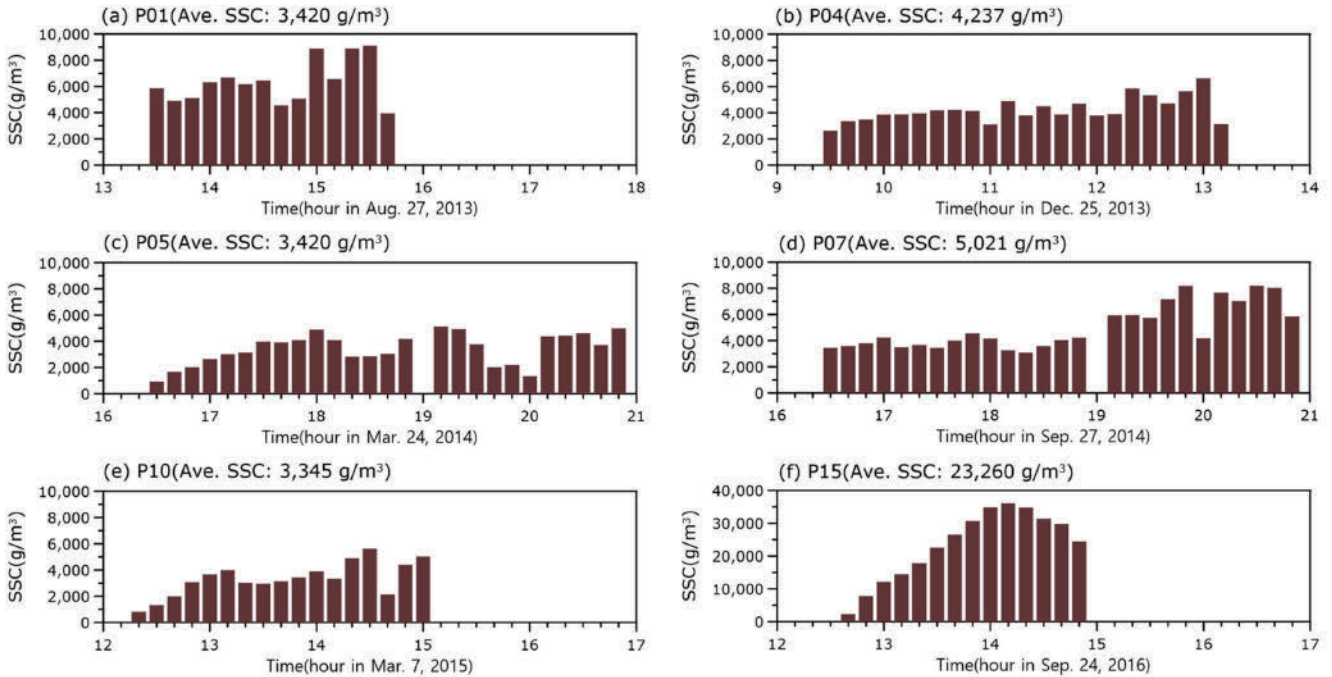 (a) P01(Ave. SSC: 3,420 g/m³)
SSC(g/m³)
10,000
8,000
6,000
4,000
2,000
0
13 14 15 16 17 18
Time(hour in Aug. 27, 2013)
(b) P04(Ave. SSC: 4,237 g/m³)
SSC(g/m³)
10,000
8,000
6,000
4,000
2,000
0
9 10 11 12 13 14
Time(hour in Dec. 25, 2013)
(c) P05(Ave. SSC: 3,420 g/m³)
SSC(g/m³)
10,000
8,000
6,000
4,000
2,000
0
16 17 18 19 20 21
Time(hour in Mar. 24, 2014)
(d) P07(Ave. SSC: 5,021 g/m³)
SSC(g/m³)
10,000
8,000
6,000
4,000
2,000
0
16 17 18 19 20 21
Time(hour in Sep. 27, 2014)
(e) P10(Ave. SSC: 3,345 g/m³)
SSC(g/m³)
10,000
8,000
6,000
4,000
2,000
0
12 13 14 15 16 17
Time(hour in Mar. 7, 2015)
(f) P15(Ave. SSC: 23,260 g/m³)
SSC(g/m³)
40,000
30,000
20,000
10,000
0
12 13 14 15 16 17
Time(hour in Sep. 24, 2016)